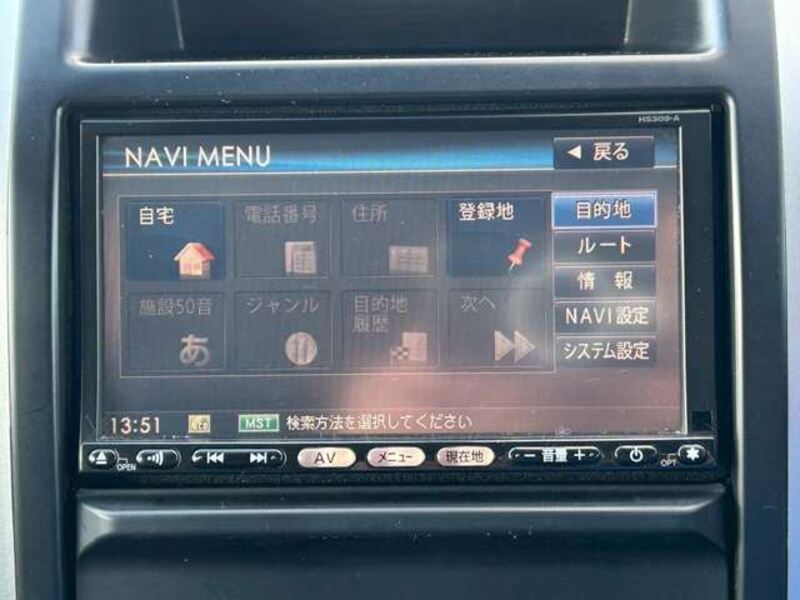 HS309-A
NAVI MENU
戻る
自宅
電話番号
住所
登録地
目的地
ルート
情報
施設50音
ジャンル
目的地
履歴
次へ
あ
NAVI設定
システム設定
13:51
MST
検索方法を選択してください
OPEN
AV
メニュー
現在地
− 音量 +
OPT